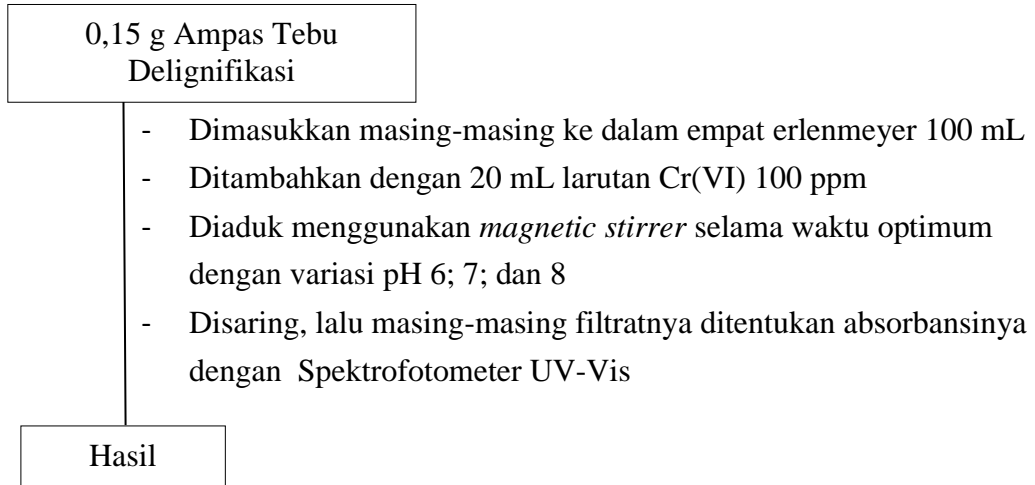 0,15 g Ampas Tebu
Delignifikasi
- Dimasukkan masing-masing ke dalam empat erlenmeyer 100 mL
- Ditambahkan dengan 20 mL larutan Cr(VI) 100 ppm
- Diaduk menggunakan magnetic stirrer selama waktu optimum
dengan variasi pH 6; 7; dan 8
- Disaring, lalu masing-masing filtratnya ditentukan absorbansinya
dengan Spektrofotometer UV-Vis
Hasil